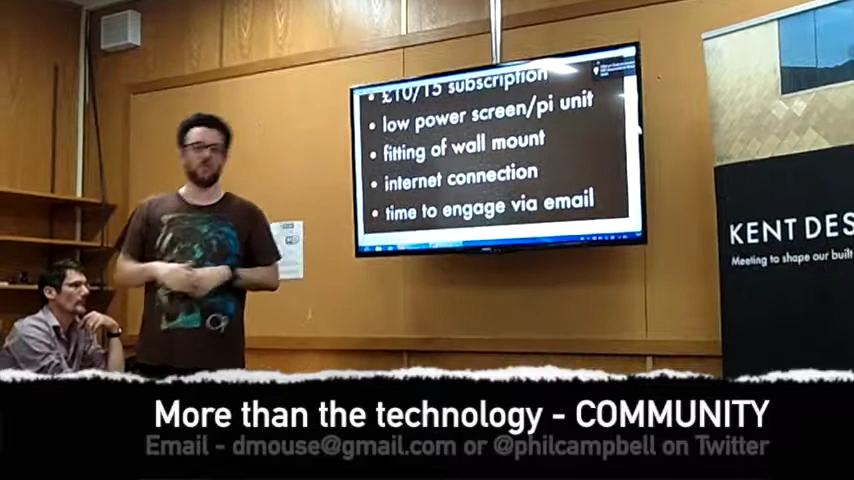 • £10/15 subscription
• low power screen/pi unit
• fitting of wall mount
• internet connection
• time to engage via email
KENT DES
Meeting to shape our built
More than the technology - COMMUNITY
Email - dmouse@gmail.com or @philcampbell on Twitter